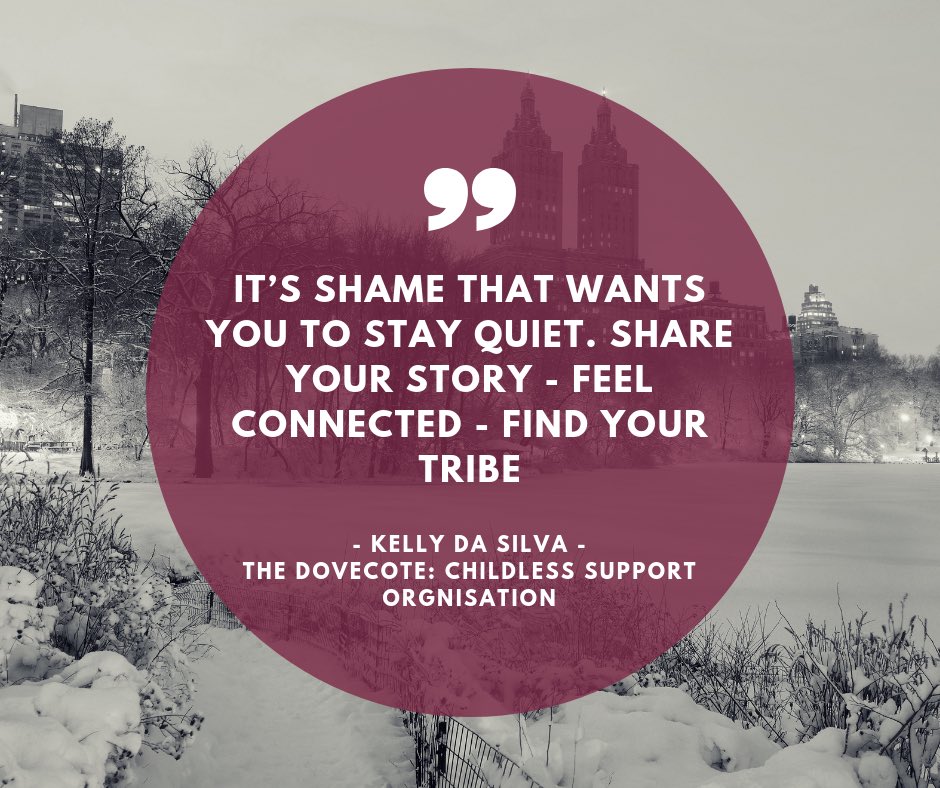 IT’S SHAME THAT WANTS
YOU TO STAY QUIET. SHARE
YOUR STORY - FEEL
CONNECTED - FIND YOUR
TRIBE
- KELLY DA SILVA -
THE DOVECOTE: CHILDLESS SUPPORT
ORGNISATION